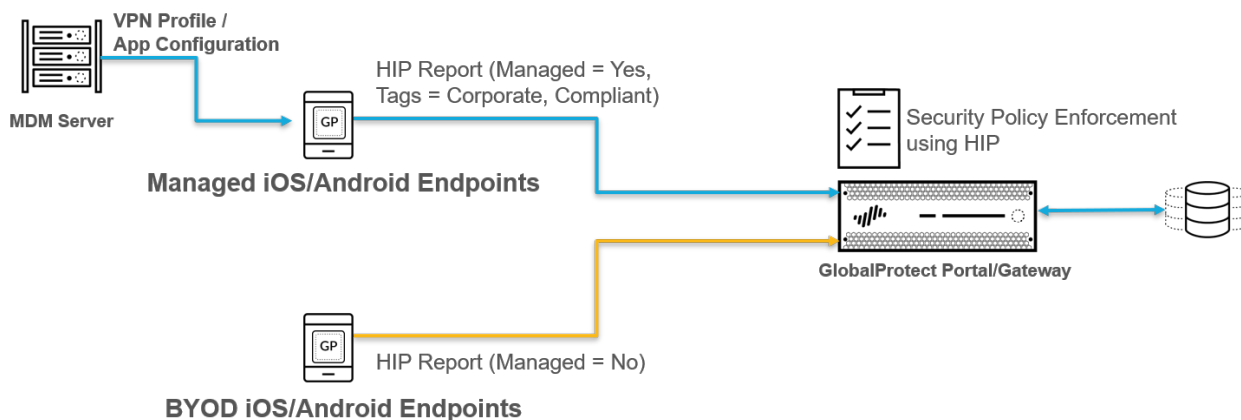 VPN Profile /
App Configuration
MDM Server
HIP Report (Managed = Yes,
Tags = Corporate, Compliant)
GP
Managed iOS/Android Endpoints
Security Policy Enforcement
using HIP
GlobalProtect Portal/Gateway
GP
HIP Report (Managed = No)
BYOD iOS/Android Endpoints